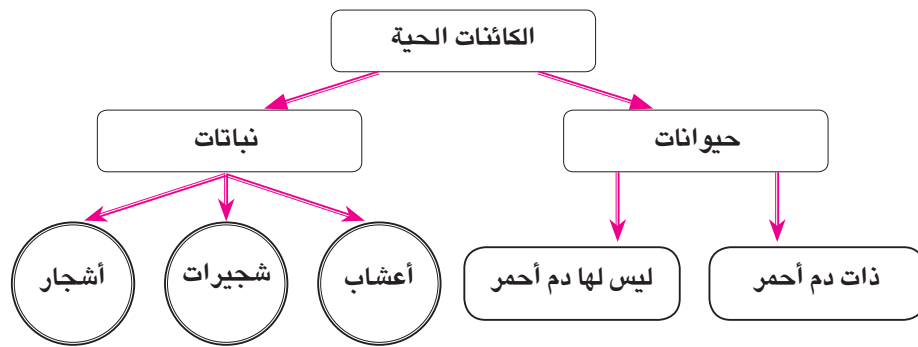 الكائنات الحية
حيوانات
نباتات
ذات دم أحمر
ليس لها دم أحمر
أعشاب
شجيرات
أشجار